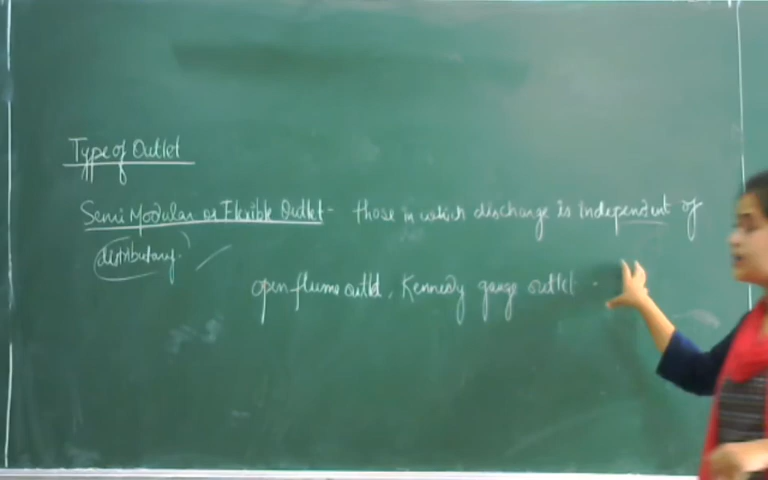 Type of Outlet
Semi Modular or Flexible Outlet - those in which discharge is independent of
distributary.
open flume outlet, Kennedy gauge outlet